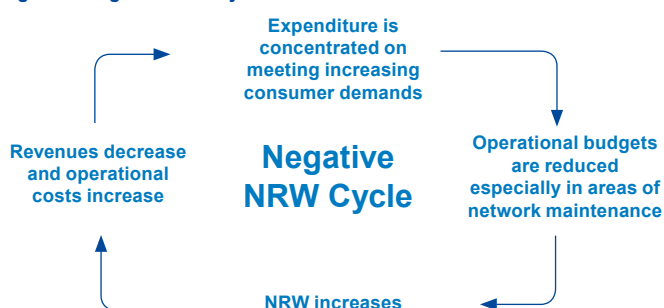 Expenditure is
concentrated on
meeting increasing
consumer demands
Operational budgets
are reduced
especially in areas of
network maintenance
NRW increases
Revenues decrease
and operational
costs increase
Negative
NRW Cycle